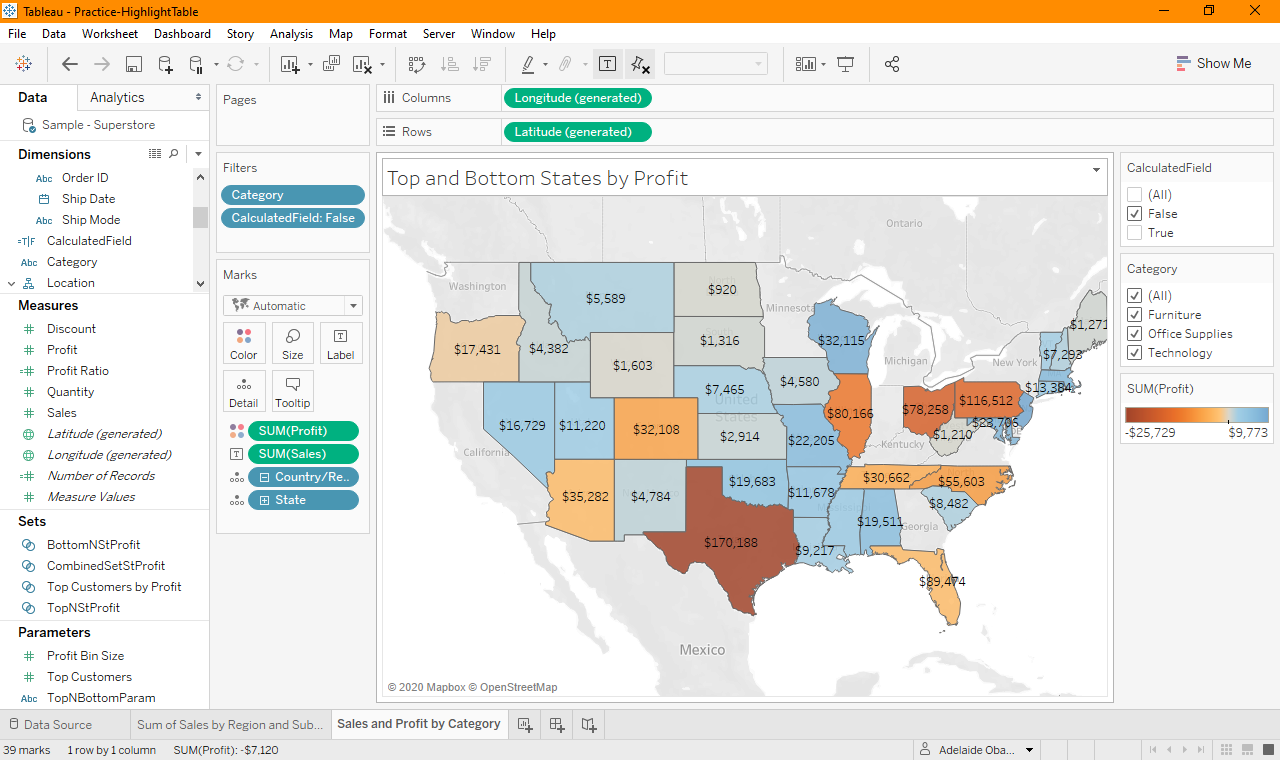 Tableau - Practice-HighlightTable
File Data Worksheet Dashboard Story Analysis Map Format Server Window Help
Show Me
Data
Analytics
Sample - Superstore
Dimensions
Order ID
Ship Date
Abc
Abc Ship Mode
=T|F CalculatedField
Abc Category
Location
Measures
Discount
Profit
Profit Ratio
Quantity
Sales
Latitude (generated)
Longitude (generated)
Number of Records
Measure Values
Sets
BottomNStProfit
CombinedSetStProfit
Top Customers by Profit
TopNStProfit
Parameters
Profit Bin Size
Top Customers
Abc TopNBottomParam
Pages
Filters
Category
CalculatedField: False
Marks
Automatic
Color Size Label
Detail Tooltip
SUM(Profit)
SUM(Sales)
Country/Re..
State
Columns
Longitude (generated)
Rows
Latitude (generated)
Top and Bottom States by Profit
Ontario
Washington
$5,589
$920
Minnesota
$1,271
$17,431
$4,382
$1,316
$32,115
$7,293
$1,603
Michigan
New York
$7,465
$4,580
$13,384
United
States
$80,166
$78,258
$116,512
$16,729
$11,220
$32,108
$2,914
$22,205
$1,210
$23,706
California
Kentucky
$35,282
$4,784
$19,683
$11,678
$30,662
$55,603
$8,482
$19,511
Georgia
$170,188
$9,217
$89,474
Mexico
© 2020 Mapbox © OpenStreetMap
CalculatedField
(All)
False
True
Category
(All)
Furniture
Office Supplies
Technology
SUM(Profit)
-$25,729 $9,773
Data Source
Sum of Sales by Region and Sub...
Sales and Profit by Category
39 marks 1 row by 1 column SUM(Profit): -$7,120
Adelaide Oba...